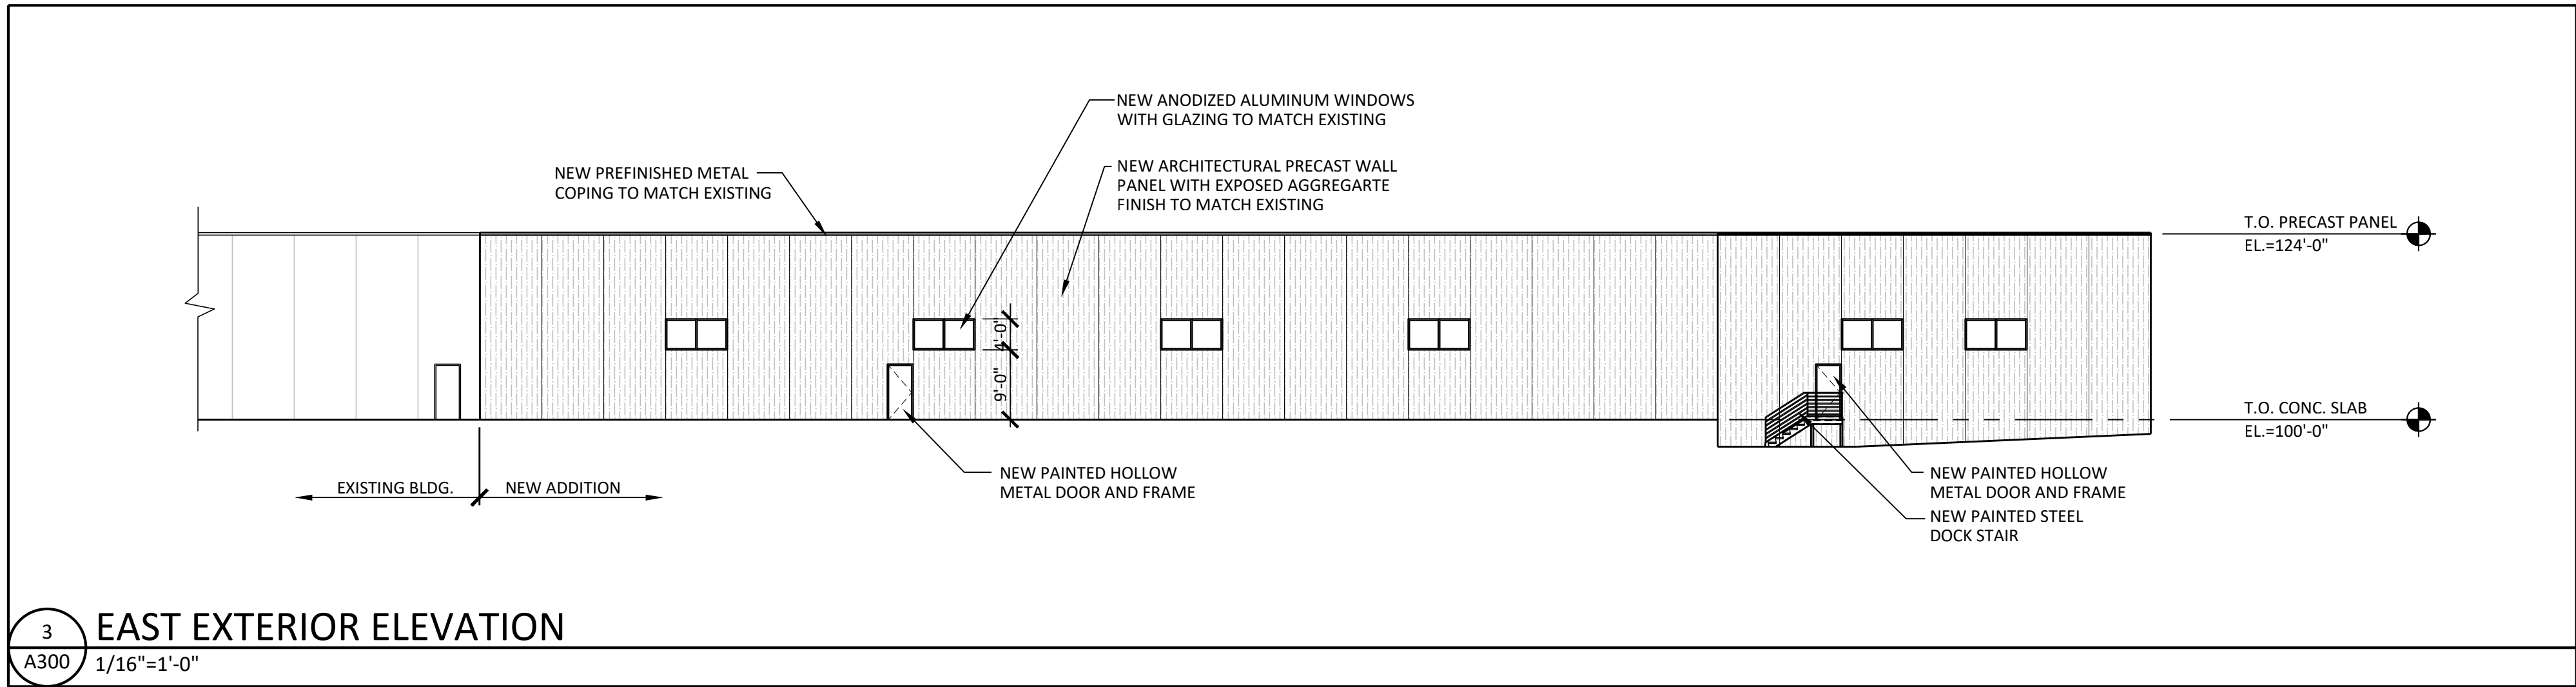 NEW ANODIZED ALUMINUM WINDOWS
WITH GLAZING TO MATCH EXISTING
NEW PREFINISHED METAL
COPING TO MATCH EXISTING
NEW ARCHITECTURAL PRECAST WALL
PANEL WITH EXPOSED AGGREGARTE
FINISH TO MATCH EXISTING
T.O. PRECAST PANEL
EL.=124'-0"
4'-0"
9'-0"
T.O. CONC. SLAB
EL.=100'-0"
EXISTING BLDG.
NEW ADDITION
NEW PAINTED HOLLOW
METAL DOOR AND FRAME
NEW PAINTED HOLLOW
METAL DOOR AND FRAME
NEW PAINTED STEEL
DOCK STAIR
3
A300
EAST EXTERIOR ELEVATION
1/16"=1'-0"